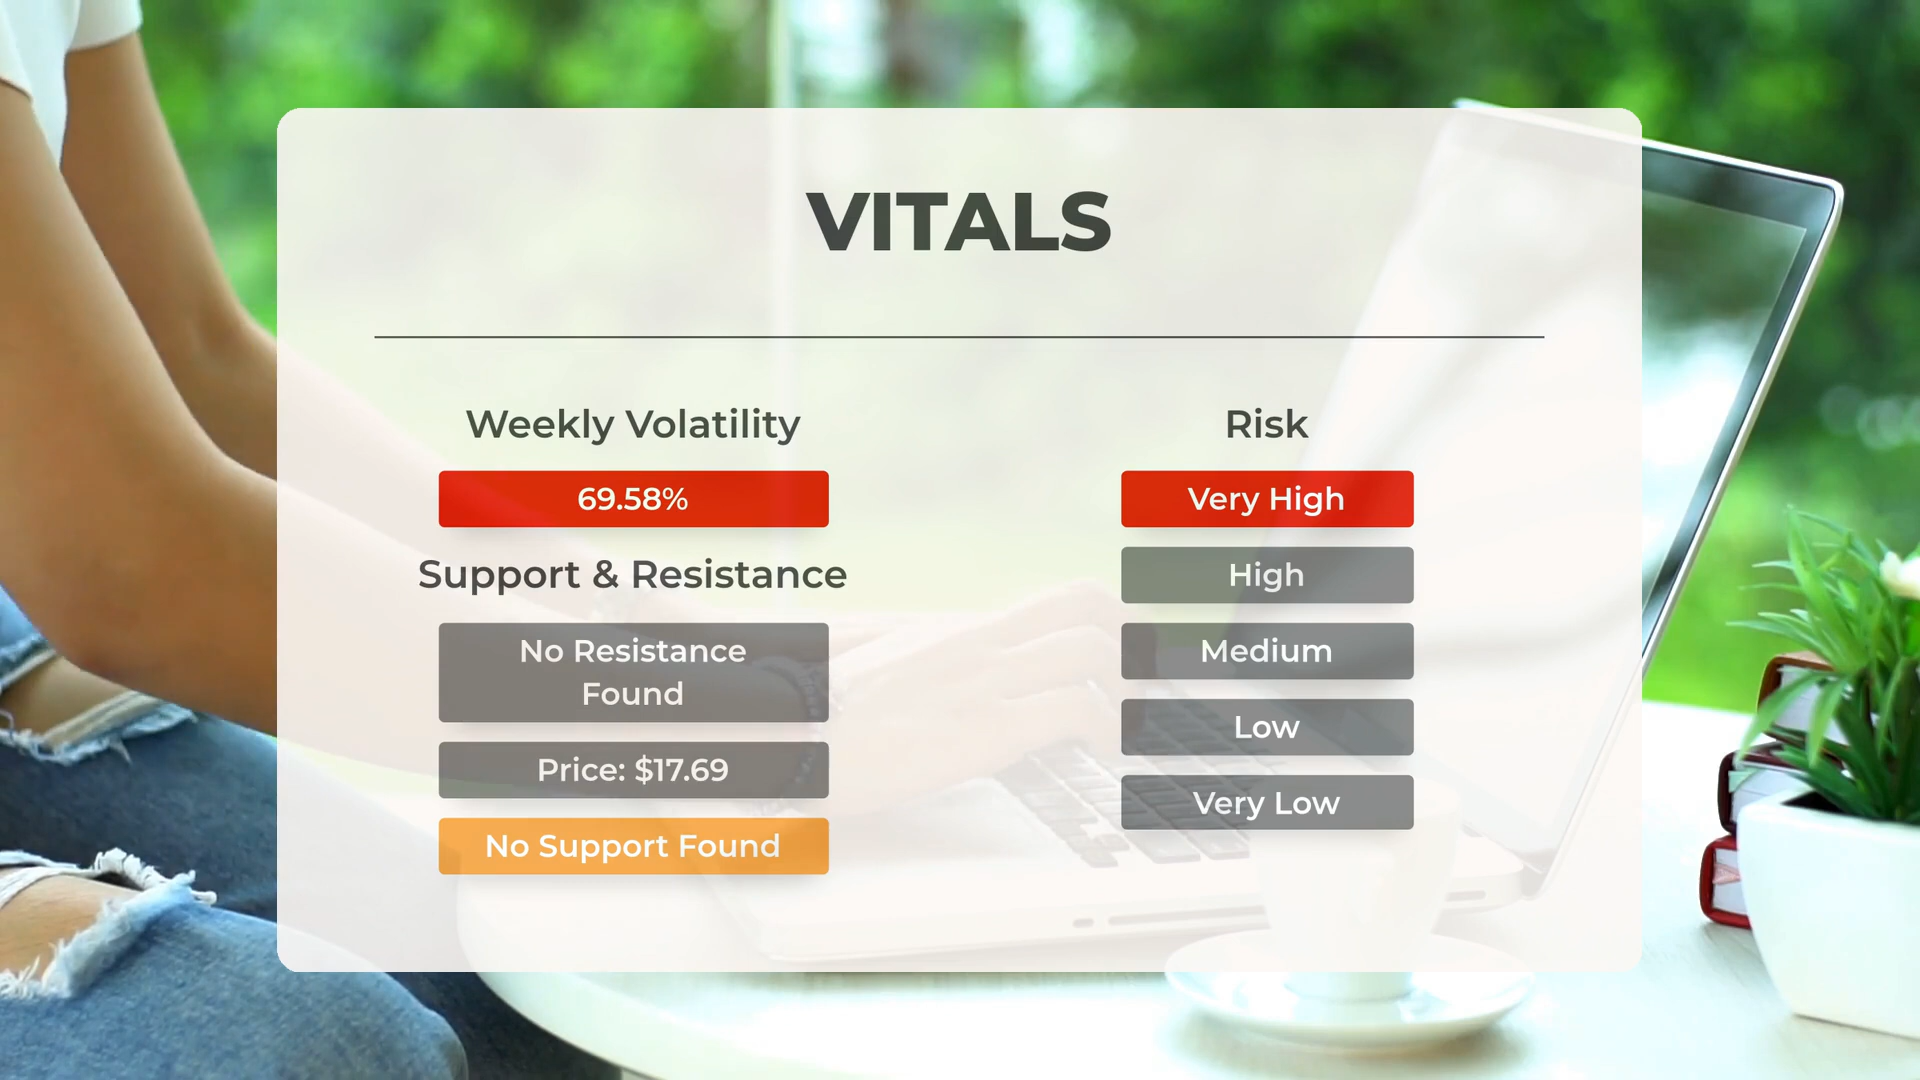 VITALS
Weekly Volatility
69.58%
Support & Resistance
No Resistance
Found
Price: $17.69
No Support Found
Risk
Very High
High
Medium
Low
Very Low